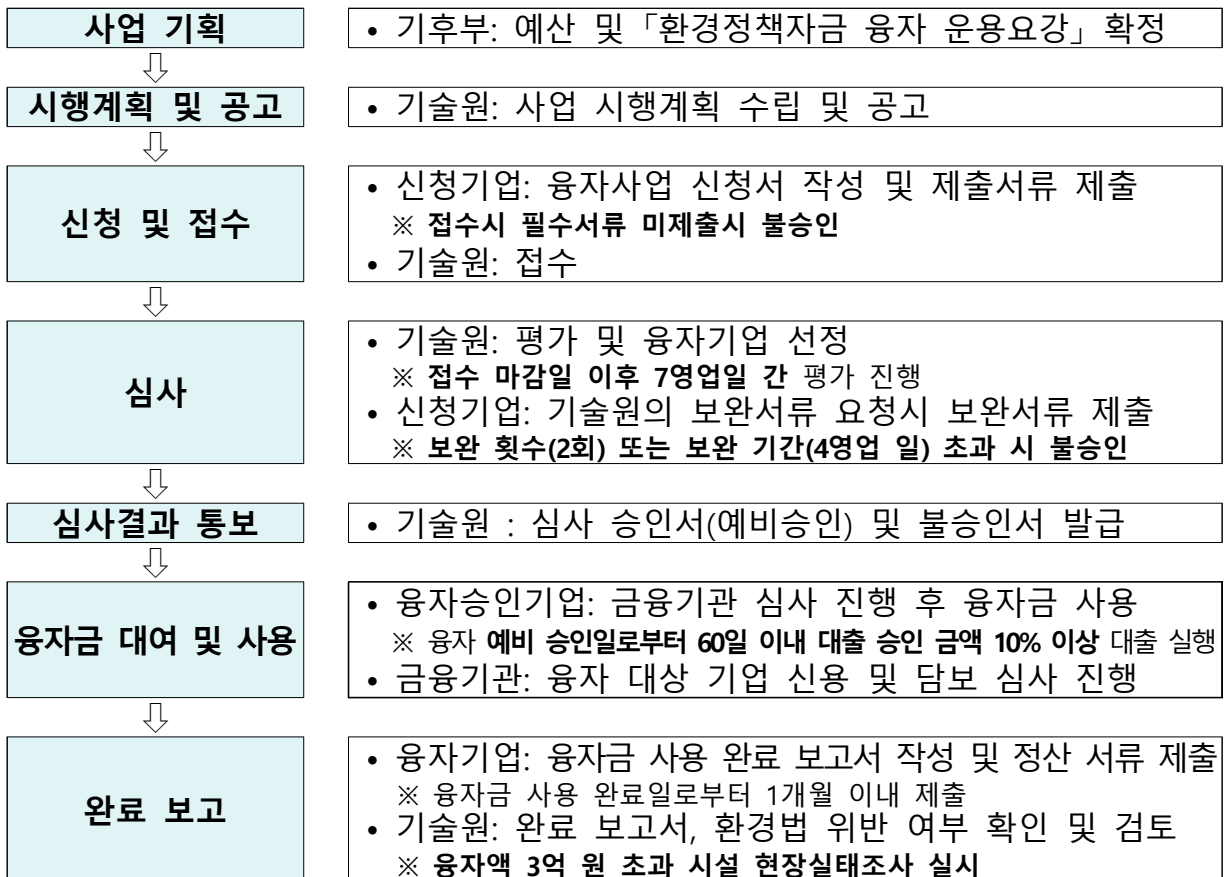 사업 기획
• 기후부: 예산 및「환경정책자금 융자 운용요강」확정
시행계획 및 공고
• 기술원: 사업 시행계획 수립 및 공고
신청 및 접수
• 신청기업: 융자사업 신청서 작성 및 제출서류 제출
※ 접수시 필수서류 미제출시 불승인
• 기술원: 접수
심사
• 기술원: 평가 및 융자기업 선정
※ 접수 마감일 이후 7영업일 간 평가 진행
• 신청기업: 기술원의 보완서류 요청시 보완서류 제출
※ 보완 횟수(2회) 또는 보완 기간(4영업 일) 초과 시 불승인
심사결과 통보
• 기술원 : 심사 승인서(예비승인) 및 불승인서 발급
융자금 대여 및 사용
• 융자승인기업: 금융기관 심사 진행 후 융자금 사용
※ 융자 예비 승인일로부터 60일 이내 대출 승인 금액 10% 이상 대출 실행
• 금융기관: 융자 대상 기업 신용 및 담보 심사 진행
완료 보고
• 융자기업: 융자금 사용 완료 보고서 작성 및 정산 서류 제출
※ 융자금 사용 완료일로부터 1개월 이내 제출
• 기술원: 완료 보고서, 환경법 위반 여부 확인 및 검토
※ 융자액 3억 원 초과 시설 현장실태조사 실시